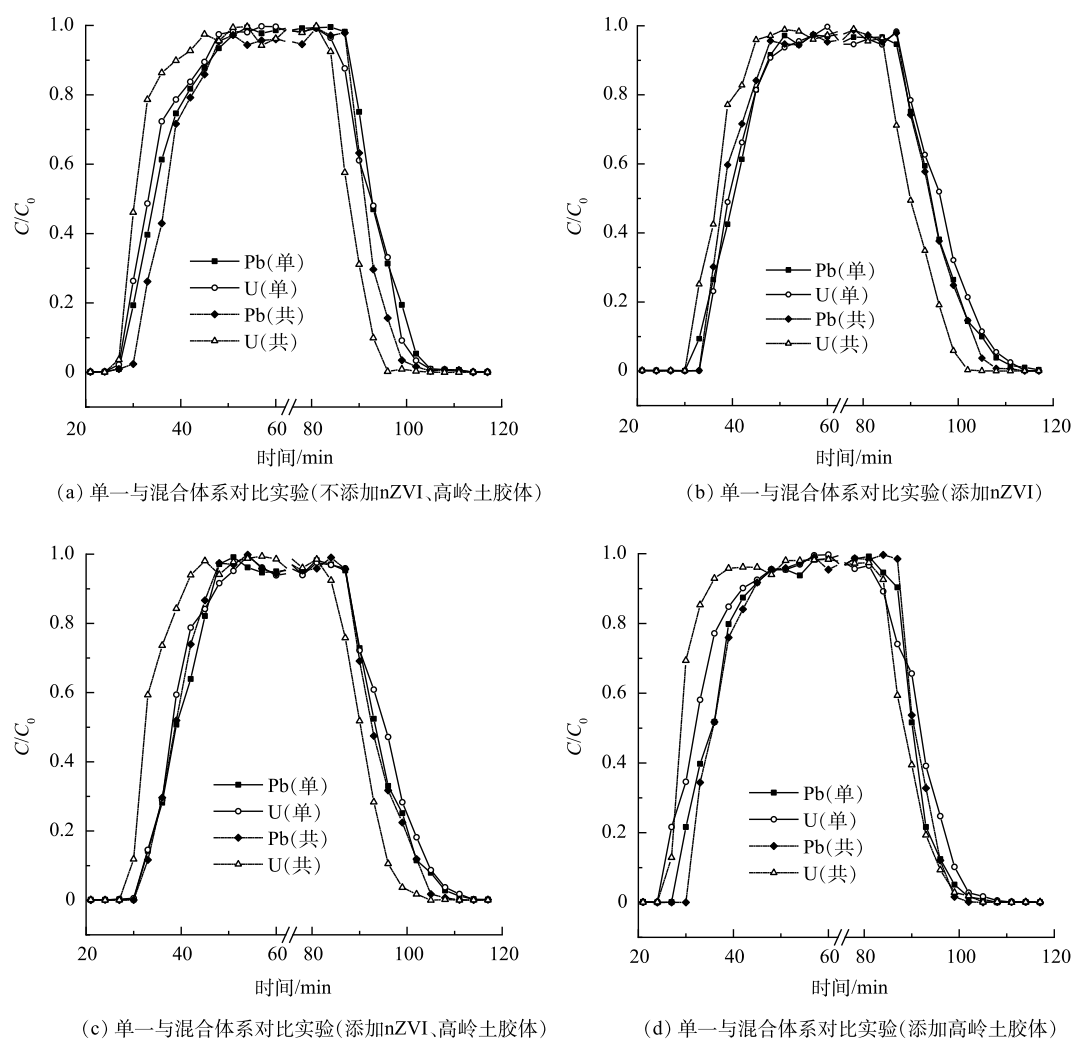 1.0
0.8
0.6
0.4
0.2
0
C/C0
Pb(单)
U(单)
Pb(共)
U(共)
20 40 60 80 100 120
时间/min
(a) 单一与混合体系对比实验(不添加nZVI、高岭土胶体)
1.0
0.8
0.6
0.4
0.2
0
C/C0
Pb(单)
U(单)
Pb(共)
U(共)
20 40 60 80 100 120
时间/min
(b) 单一与混合体系对比实验(添加nZVI)
1.0
0.8
0.6
0.4
0.2
0
C/C0
Pb(单)
U(单)
Pb(共)
U(共)
20 40 60 80 100 120
时间/min
(c) 单一与混合体系对比实验(添加nZVI、高岭土胶体)
1.0
0.8
0.6
0.4
0.2
0
C/C0
Pb(单)
U(单)
Pb(共)
U(共)
20 40 60 80 100 120
时间/min
(d) 单一与混合体系对比实验(添加高岭土胶体)